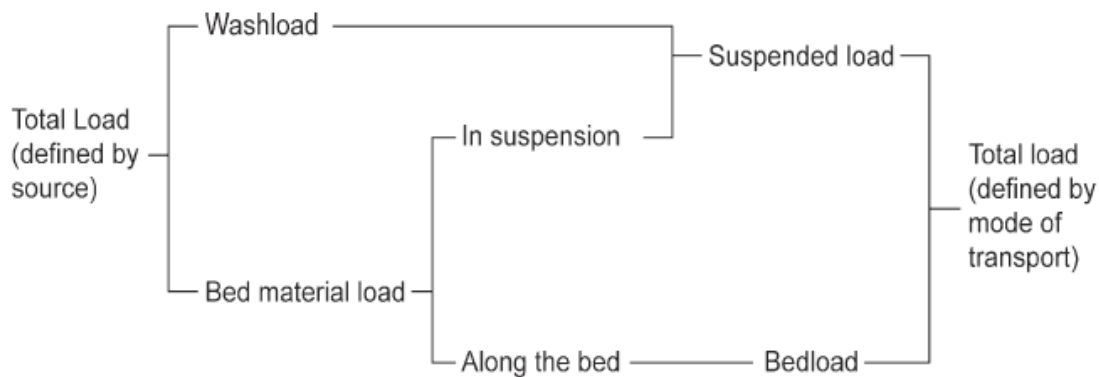 Washload
Suspended load
Total Load
(defined by
source)
In suspension
Total load
(defined by
mode of
transport)
Bed material load
Along the bed
Bedload